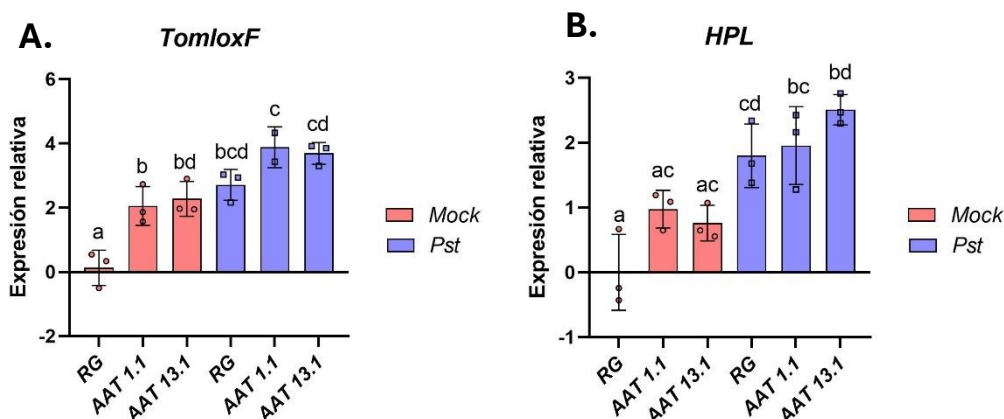 A.
TomloxF
Expresión relativa
6
4
2
0
-2
a
b
bd
bcd
c
cd
RG
AAT 1.1
AAT 13.1
RG
AAT 1.1
AAT 13.1
Mock
Pst
B.
HPL
Expresión relativa
3
2
1
0
-1
a
ac
ac
cd
bc
bd
RG
AAT 1.1
AAT 13.1
RG
AAT 1.1
AAT 13.1
Mock
Pst